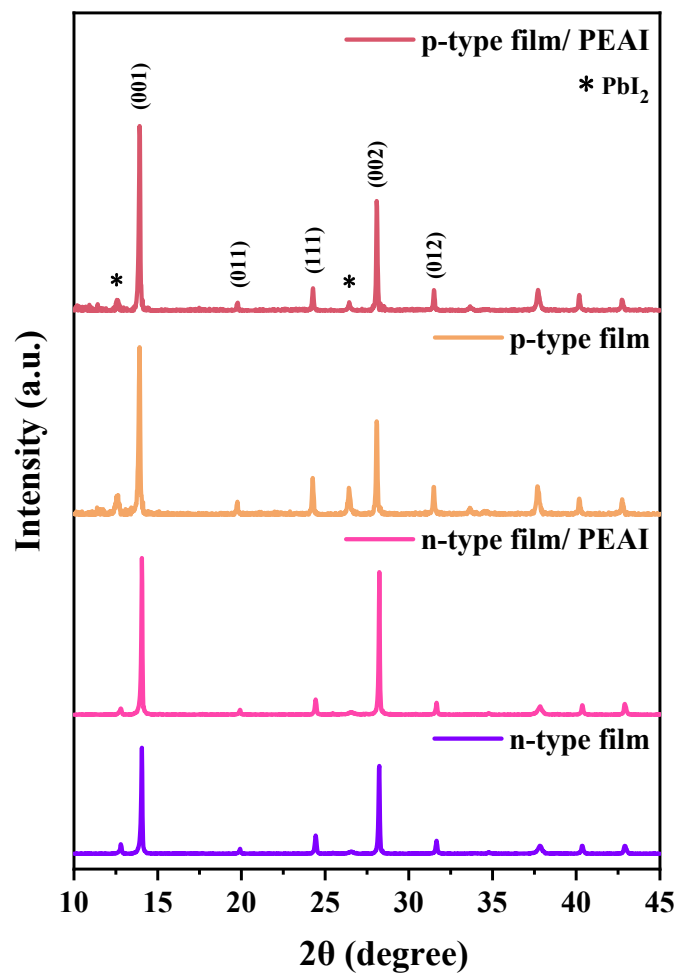 p-type film/ PEAI
* PbI₂
(001)
(002)
(011)
(111)
(012)
*
*
p-type film
n-type film/ PEAI
n-type film
Intensity (a.u.)
10 15 20 25 30 35 40 45
2θ (degree)